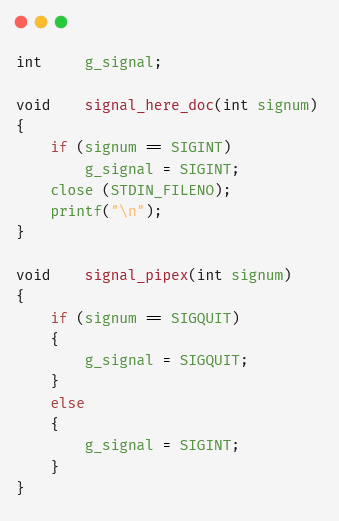 int     g_signal;

void    signal_here_doc(int signum)
{
    if (signum == SIGINT)
        g_signal = SIGINT;
    close (STDIN_FILENO);
    printf("\n");
}

void    signal_pipex(int signum)
{
    if (signum == SIGQUIT)
    {
        g_signal = SIGQUIT;
    }
    else
    {
        g_signal = SIGINT;
    }
}